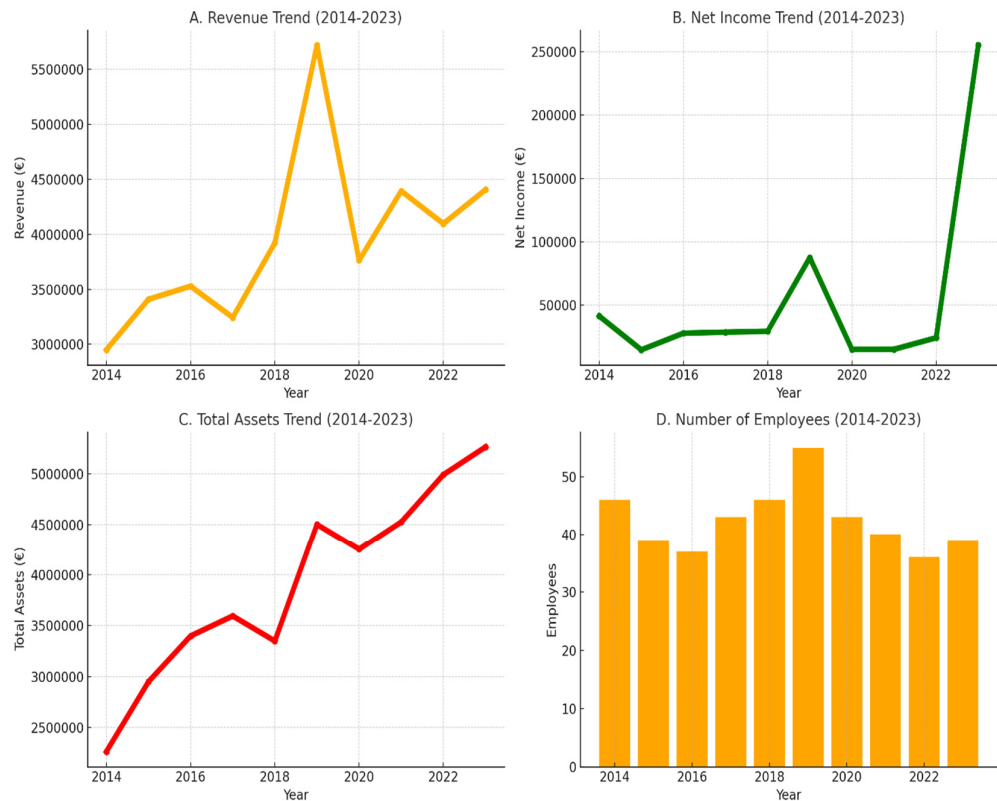 A. Revenue Trend (2014-2023)
5500000
5000000
4500000
4000000
3500000
3000000
Revenue (€)
2014 2016 2018 2020 2022
Year
B. Net Income Trend (2014-2023)
250000
200000
150000
100000
50000
Net Income (€)
2014 2016 2018 2020 2022
Year
C. Total Assets Trend (2014-2023)
5000000
4500000
4000000
3500000
3000000
2500000
Total Assets (€)
2014 2016 2018 2020 2022
Year
D. Number of Employees (2014-2023)
50
40
30
20
10
0
Employees
2014 2016 2018 2020 2022
Year